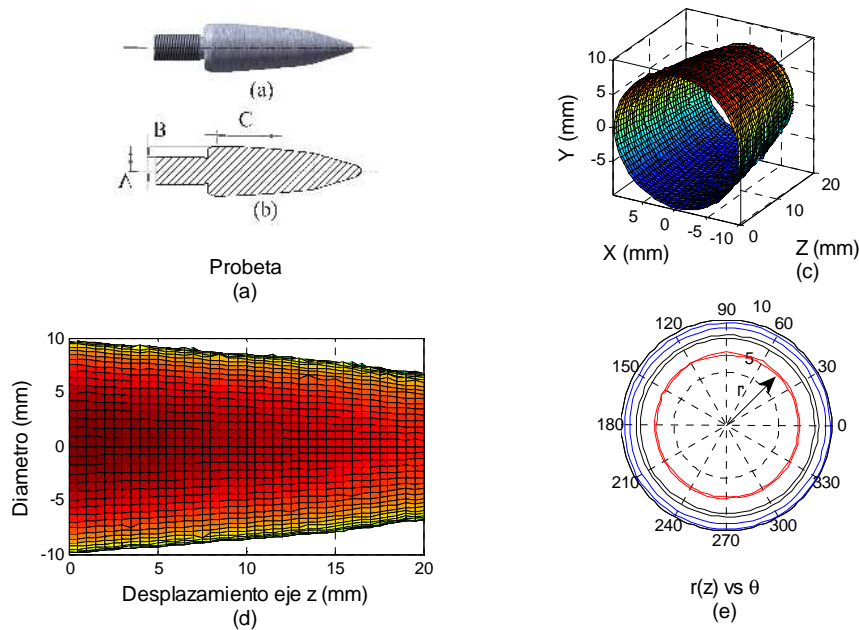 (a)
B
C
A
(b)
Probeta
(a)
10
5
0
-5
Y (mm)
5
0
-5
-10
X (mm)
0
10
20
Z (mm)
(c)
10
5
0
-5
-10
Diametro (mm)
0
5
10
15
20
Desplazamiento eje z (mm)
(d)
90
10
120
60
150
5
30
r
180
0
210
330
240
300
270
r(z) vs θ
(e)